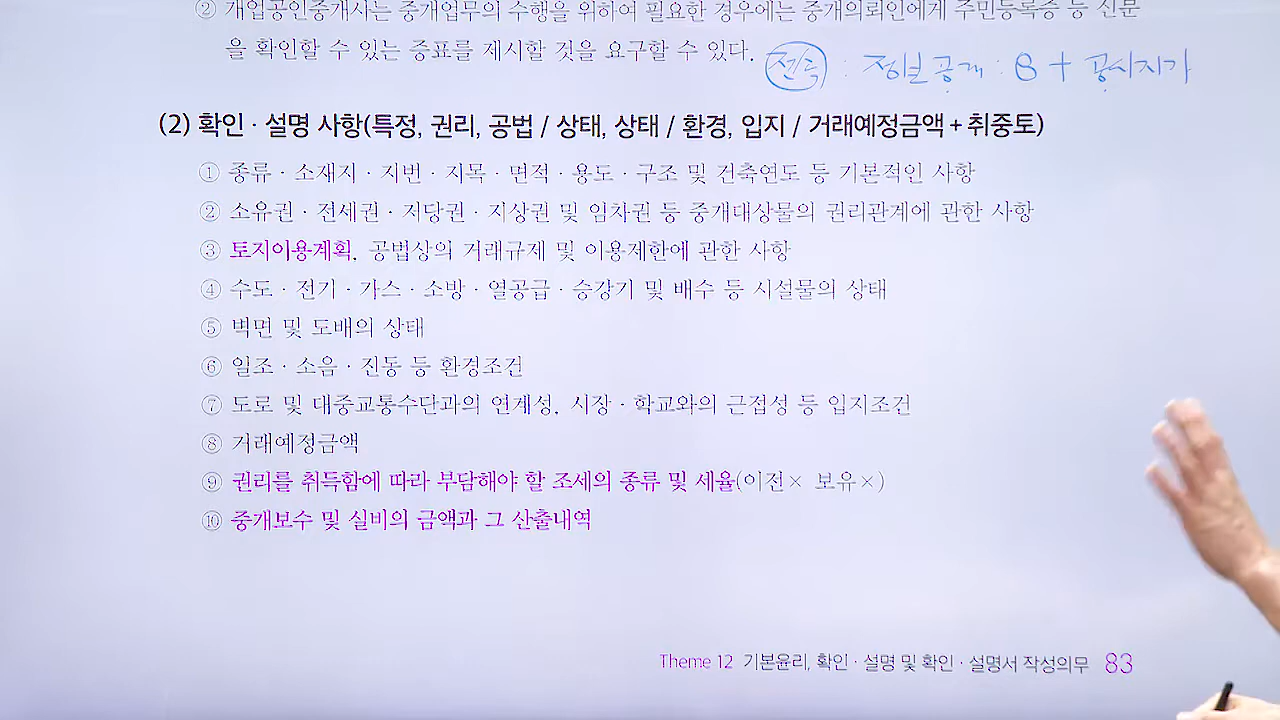 ② 개업공인중개사는 중개업무의 수행을 위하여 필요한 경우에는 중개의뢰인에게 주민등록증 등 신분
을 확인할 수 있는 증표를 제시할 것을 요구할 수 있다.
전속 : 정보공개 : 8 + 공시지가
(2) 확인 · 설명 사항(특정, 권리, 공법 / 상태, 상태 / 환경, 입지 / 거래예정금액 + 취중토)
① 종류 · 소재지 · 지번 · 지목 · 면적 · 용도 · 구조 및 건축연도 등 기본적인 사항
② 소유권 · 전세권 · 저당권 · 지상권 및 임차권 등 중개대상물의 권리관계에 관한 사항
③ 토지이용계획, 공법상의 거래규제 및 이용제한에 관한 사항
④ 수도 · 전기 · 가스 · 소방 · 열공급 · 승강기 및 배수 등 시설물의 상태
⑤ 벽면 및 도배의 상태
⑥ 일조 · 소음 · 진동 등 환경조건
⑦ 도로 및 대중교통수단과의 연계성, 시장 · 학교와의 근접성 등 입지조건
⑧ 거래예정금액
⑨ 권리를 취득함에 따라 부담해야 할 조세의 종류 및 세율(이전× 보유×)
⑩ 중개보수 및 실비의 금액과 그 산출내역
Theme 12 기본윤리, 확인 · 설명 및 확인 · 설명서 작성의무 83